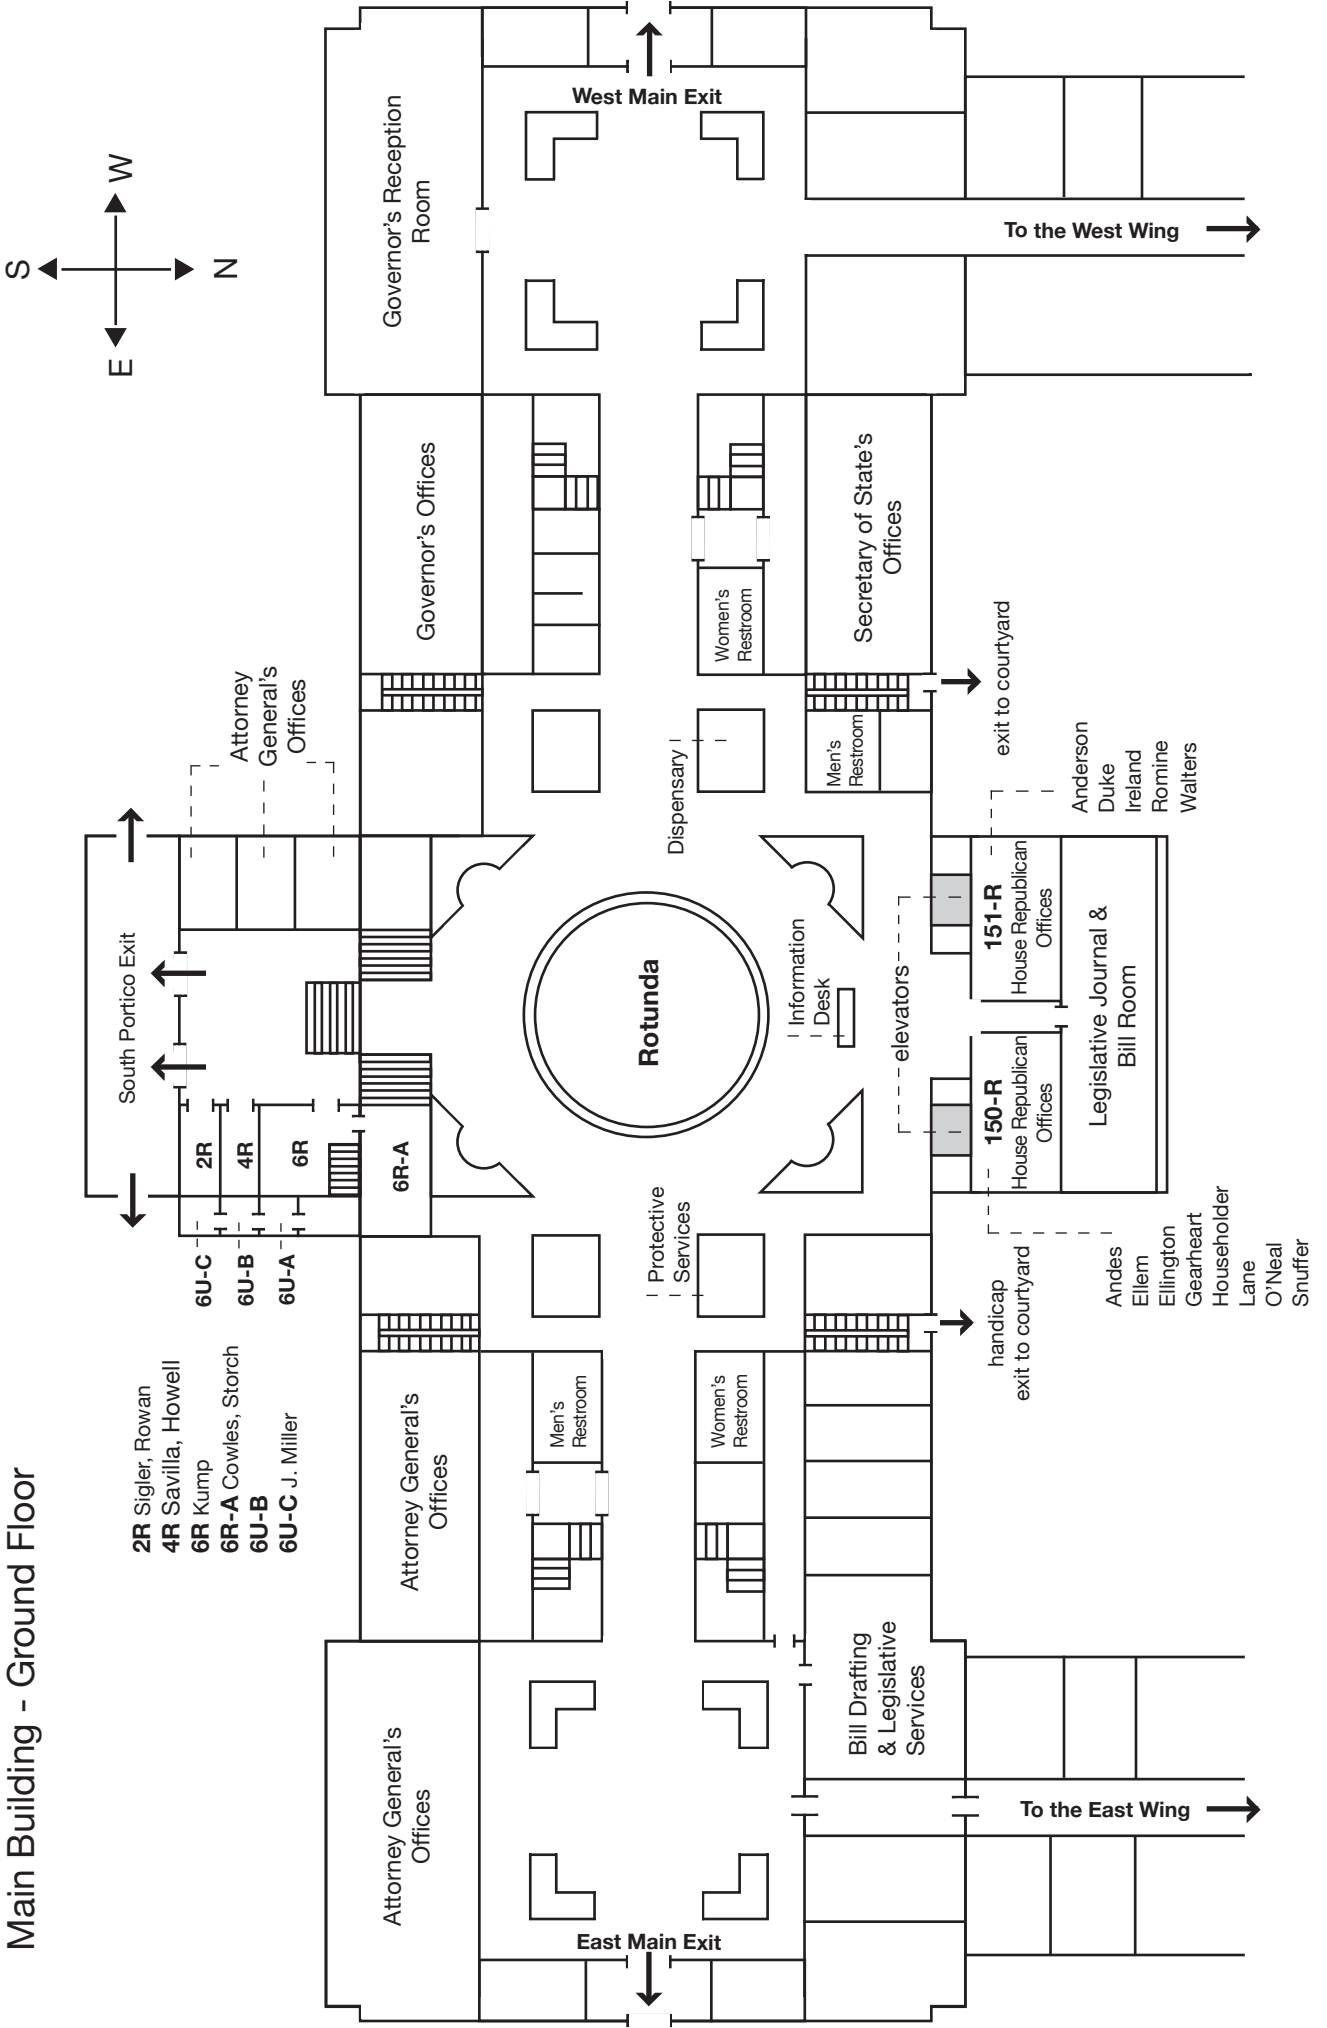 Main Building - Ground Floor
2R Sigler, Rowan
4R Savilla, Howell
6R Kump
6R-A Cowles, Storch
6U-B
6U-C J. Miller
S
E
W
N
South Portico Exit
Attorney
General's
Offices
6U-C
6U-B
6U-A
2R
4R
6R
6R-A
Attorney General's
Offices
Attorney General's
Offices
Governor's Offices
Governor's Reception
Room
Men's
Restroom
East Main Exit
Rotunda
West Main Exit
Protective
Services
Dispensary
Women's
Restroom
Women's
Restroom
Information
Desk
Bill Drafting
& Legislative
Services
elevators
Men's
Restroom
Secretary of State's
Offices
150-R
House Republican
Offices
151-R
House Republican
Offices
handicap
exit to courtyard
exit to courtyard
Legislative Journal &
Bill Room
To the East Wing
To the West Wing
Andes
Ellem
Ellington
Gearheart
Householder
Lane
O'Neal
Snuffer
Anderson
Duke
Ireland
Romine
Walters